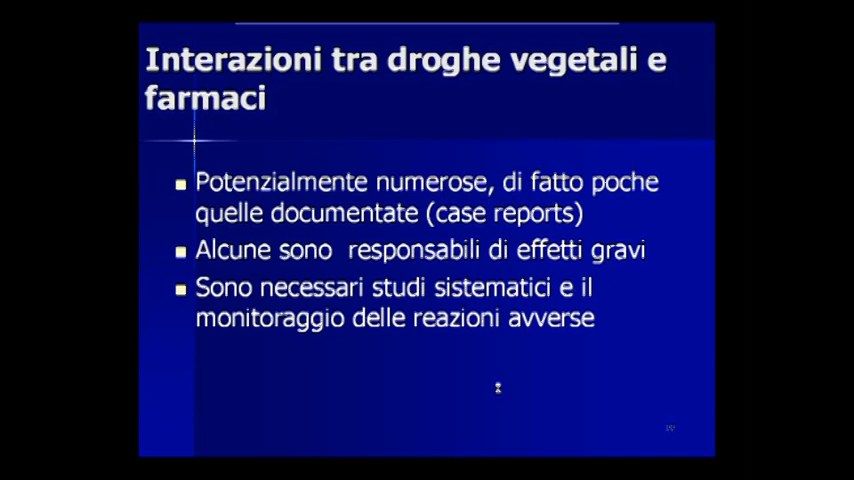 Interazioni tra droghe vegetali e
farmaci
Potenzialmente numerose, di fatto poche
quelle documentate (case reports)
Alcune sono responsabili di effetti gravi
Sono necessari studi sistematici e il
monitoraggio delle reazioni avverse